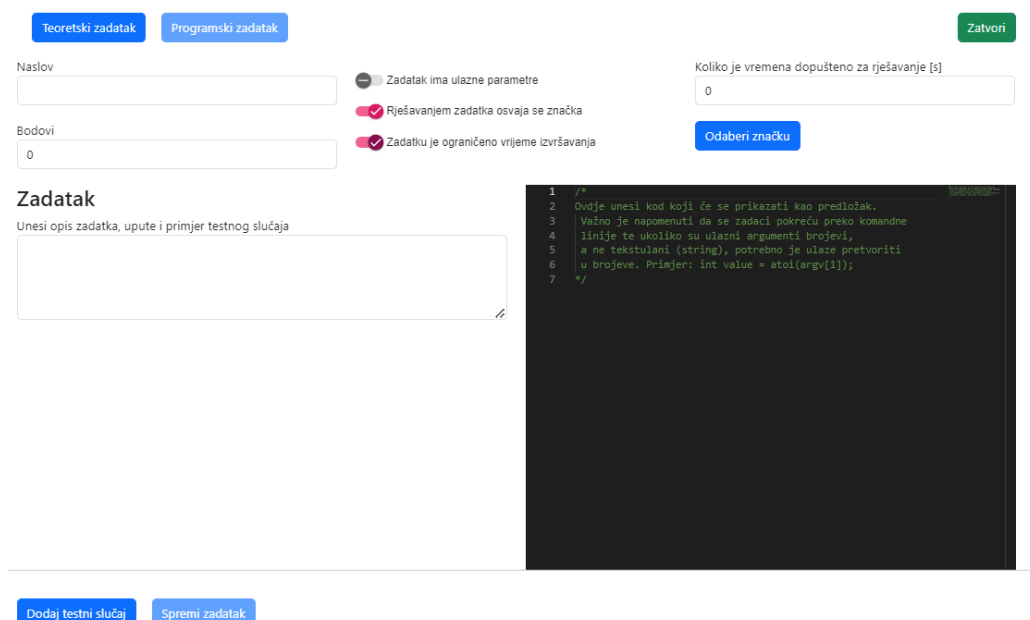 Teoretski zadatak
Programski zadatak
Zatvori
Naslov
Zadatak ima ulazne parametre
Rješavanjem zadatka osvaja se značka
Zadatku je ograničeno vrijeme izvršavanja
Koliko je vremena dopušteno za rješavanje [s]
0
Odaberi značku
Bodovi
0
Zadatak
Unesi opis zadatka, upute i primjer testnog slučaja
1 /*
2 Ovdje unesi kod koji će se prikazati kao predložak.
3 Važno je napomenuti da se zadaci pokreću preko komandne
4 linije te ukoliko su ulazni argumenti brojevi,
5 a ne tekstulani (string), potrebno je ulaze pretvoriti
6 u brojeve. Primjer: int value = atoi(argv[1]);
7 */
Dodaj testni slučaj
Spremi zadatak